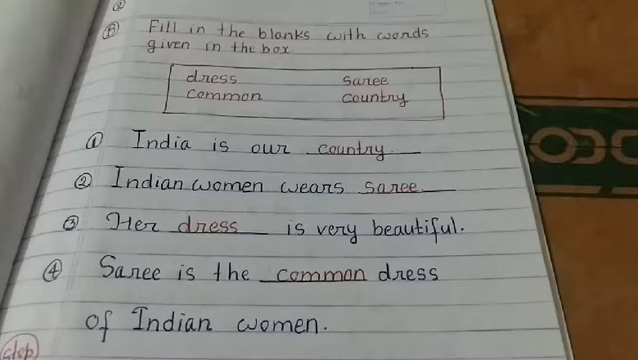 B Fill in the blanks with words
given in the box
dress saree
common country
① India is our country
② Indian women wears saree
③ Her dress is very beautiful.
④ Saree is the common dress
of Indian women.